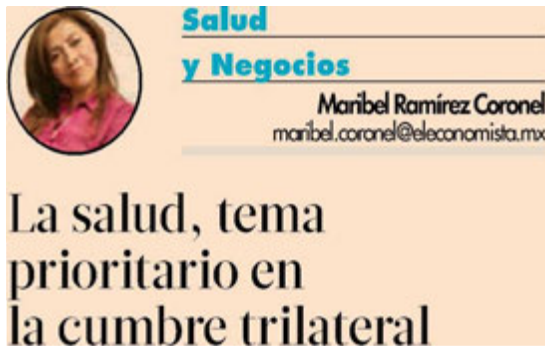 Salud
y Negocios
Maribel Ramírez Coronel
maribel.coronel@eleconomista.mx
La salud, tema
prioritario en
la cumbre trilateral